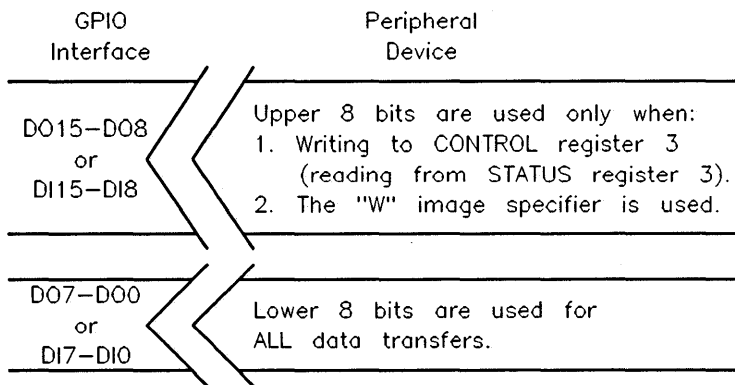 GPIO
Interface
Peripheral
Device
DO15-DO8
or
DI15-DI8
Upper 8 bits are used only when:
1. Writing to CONTROL register 3
(reading from STATUS register 3).
2. The "W" image specifier is used.
DO7-DO0
or
DI7-DI0
Lower 8 bits are used for
ALL data transfers.